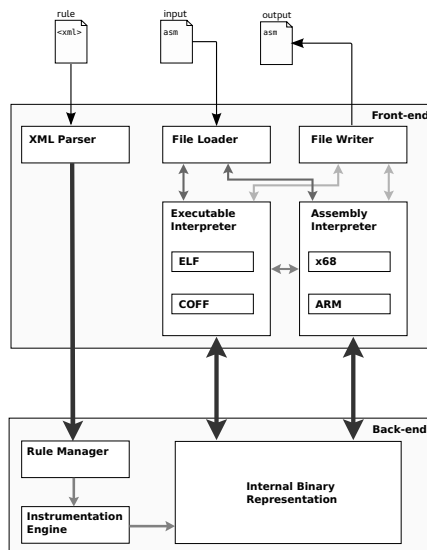 rule
input
output
<xml>
asm
asm
Front-end
XML Parser
File Loader
File Writer
Executable
Interpreter
Assembly
Interpreter
ELF
x68
COFF
ARM
Back-end
Rule Manager
Internal Binary
Representation
Instrumentation
Engine